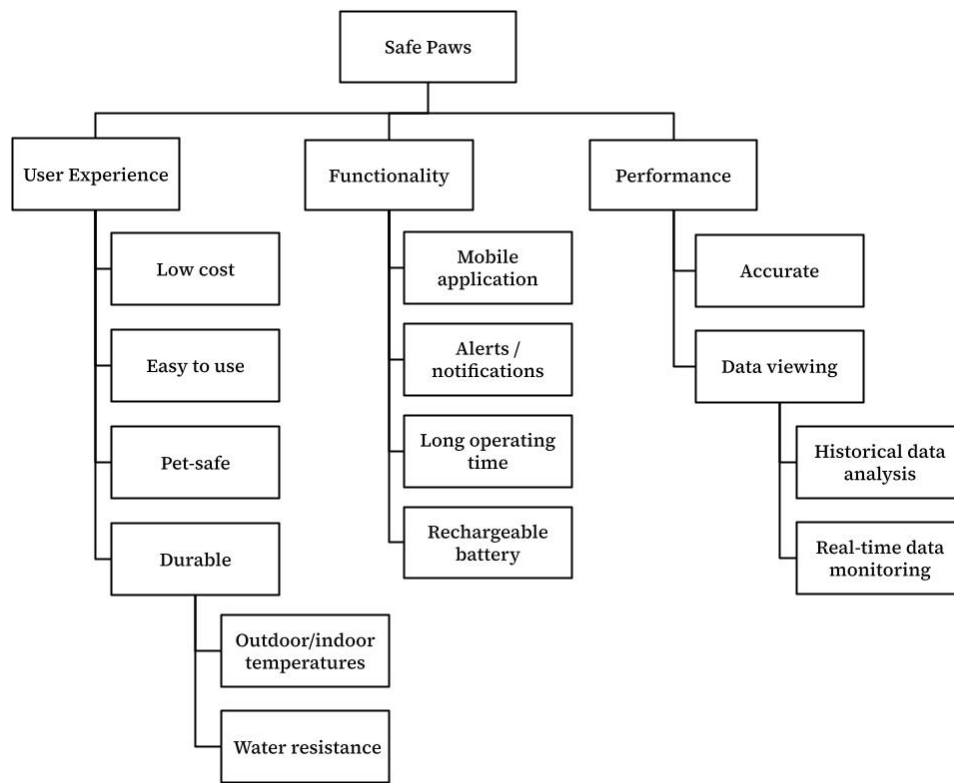 Safe Paws
User Experience
Functionality
Performance
Low cost
Easy to use
Pet-safe
Durable
Outdoor/indoor
temperatures
Water resistance
Mobile
application
Alerts /
notifications
Long operating
time
Rechargeable
battery
Accurate
Data viewing
Historical data
analysis
Real-time data
monitoring